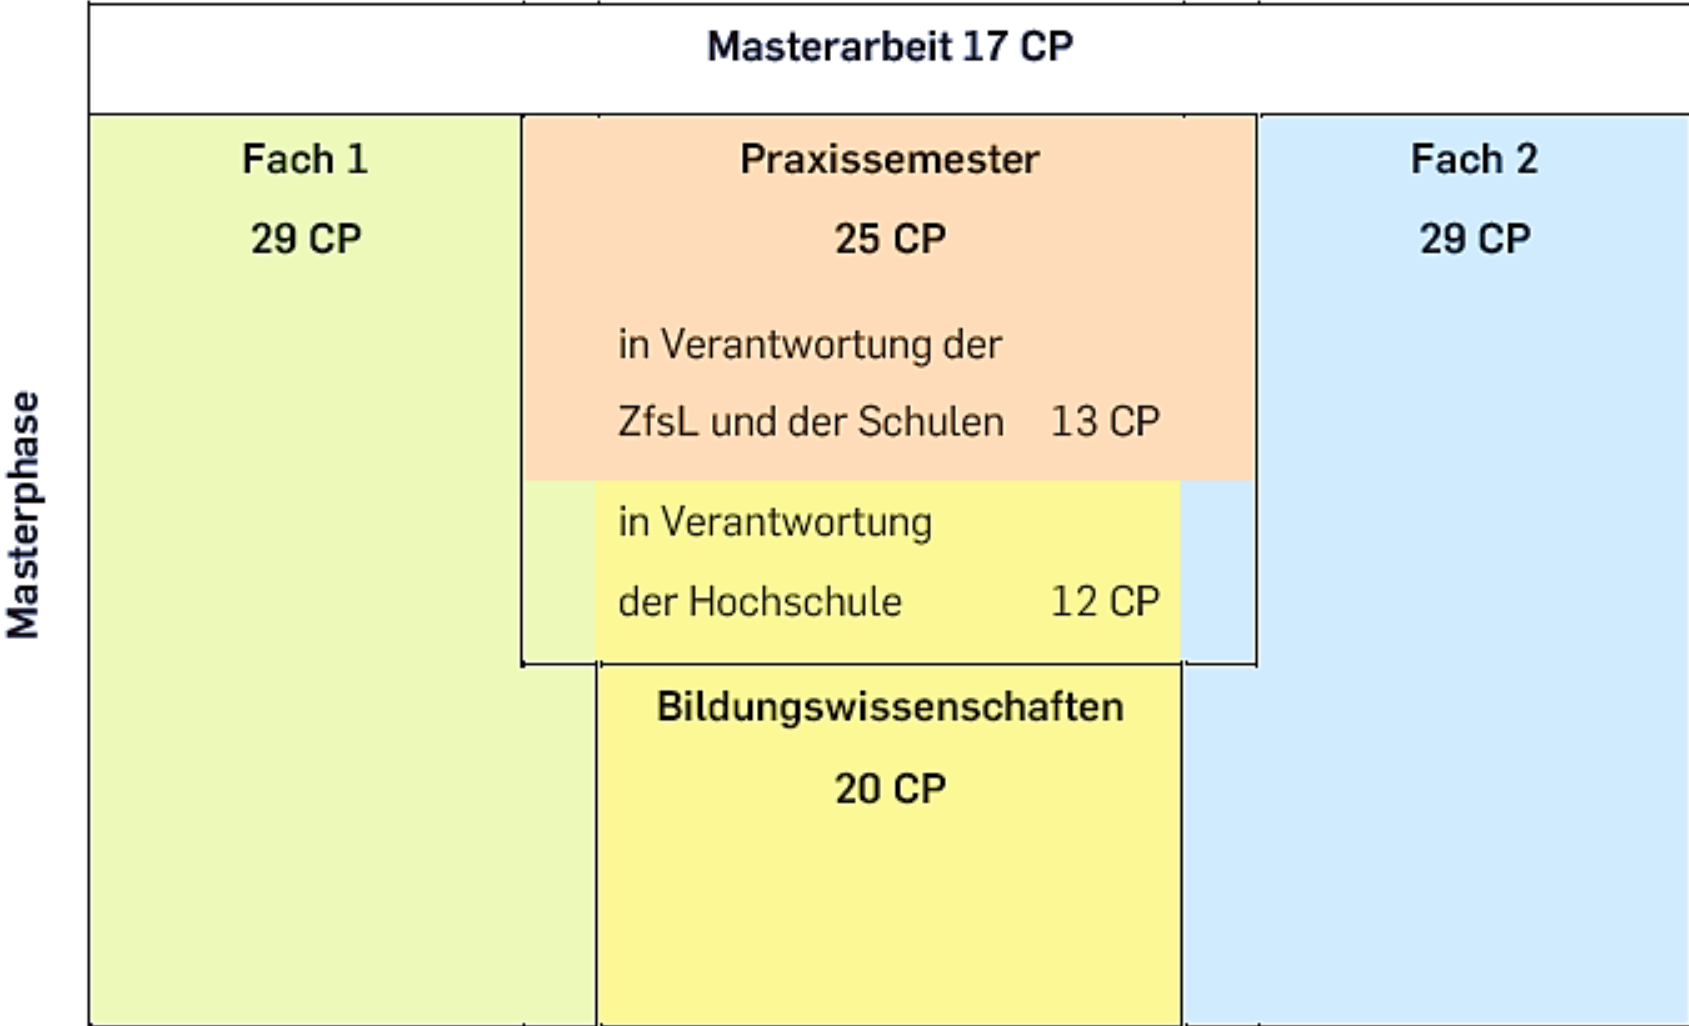 Masterarbeit 17 CP
Fach 1
29 CP
Praxissemester
25 CP
in Verantwortung der
ZfsL und der Schulen 13 CP
in Verantwortung
der Hochschule 12 CP
Bildungswissenschaften
20 CP
Fach 2
29 CP
Masterphase